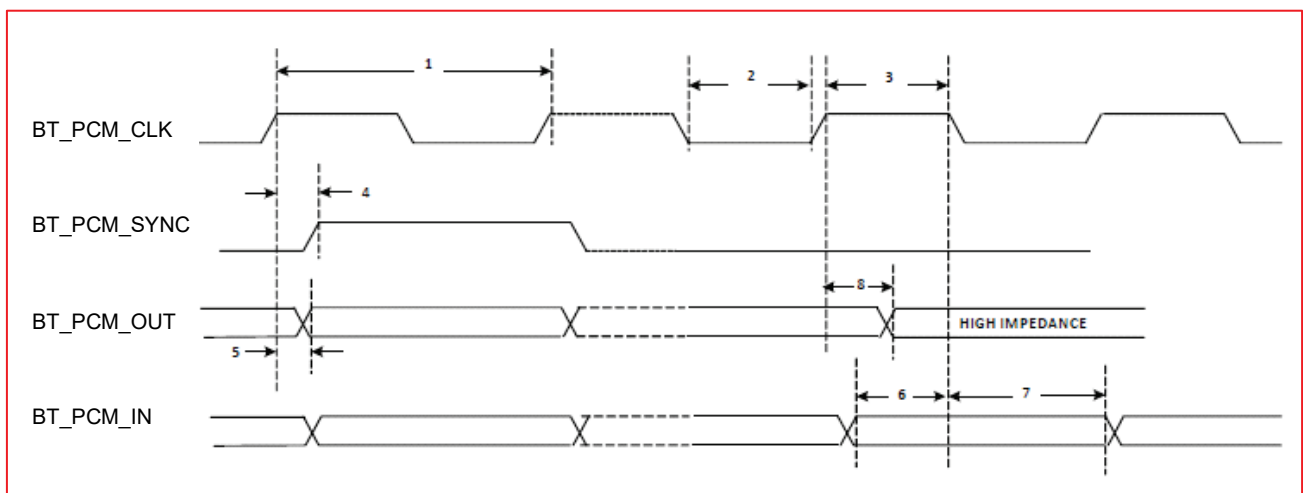 1
2
3
BT_PCM_CLK
4
BT_PCM_SYNC
8
BT_PCM_OUT
HIGH IMPEDANCE
5
6
7
BT_PCM_IN